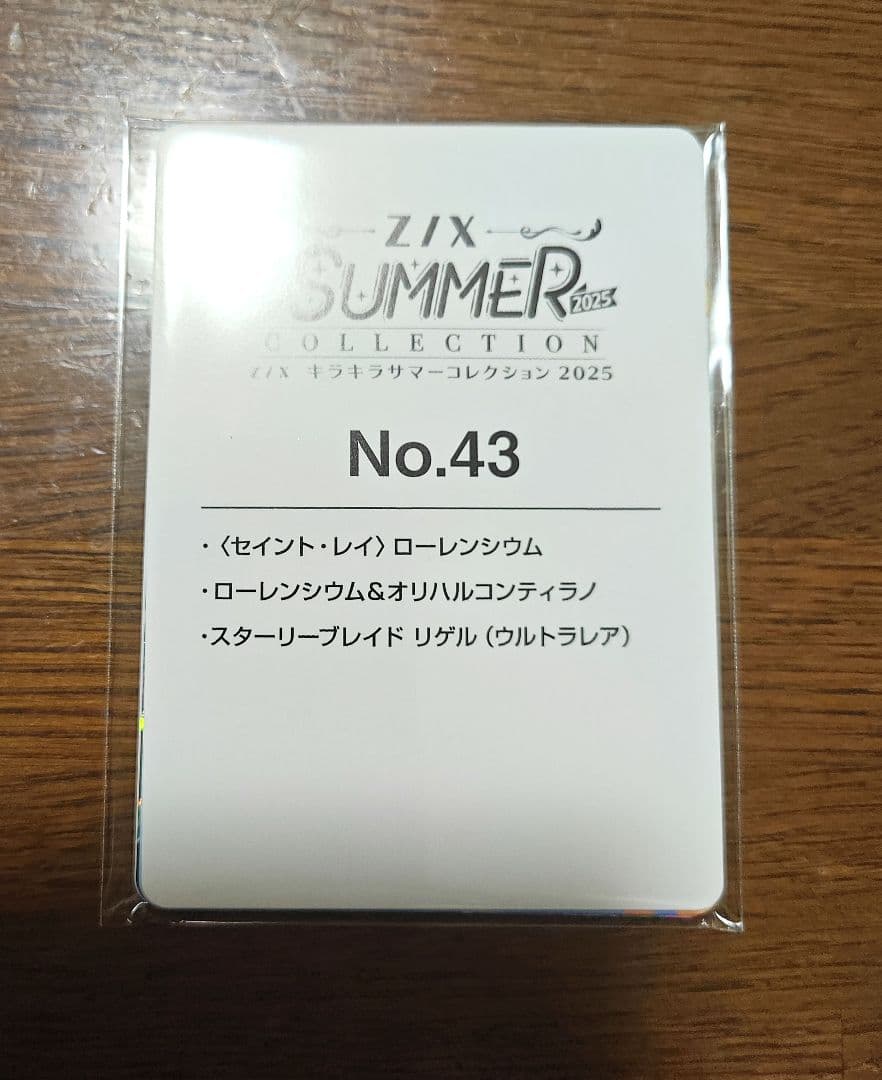 Z/X
SUMMER 2025
COLLECTION
Z/X キラキラサマーコレクション 2025
No.43
・〈セイント・レイ〉ローレンシウム
・ローレンシウム&オリハルコンティラノ
・スターリーブレイド リゲル（ウルトラレア）